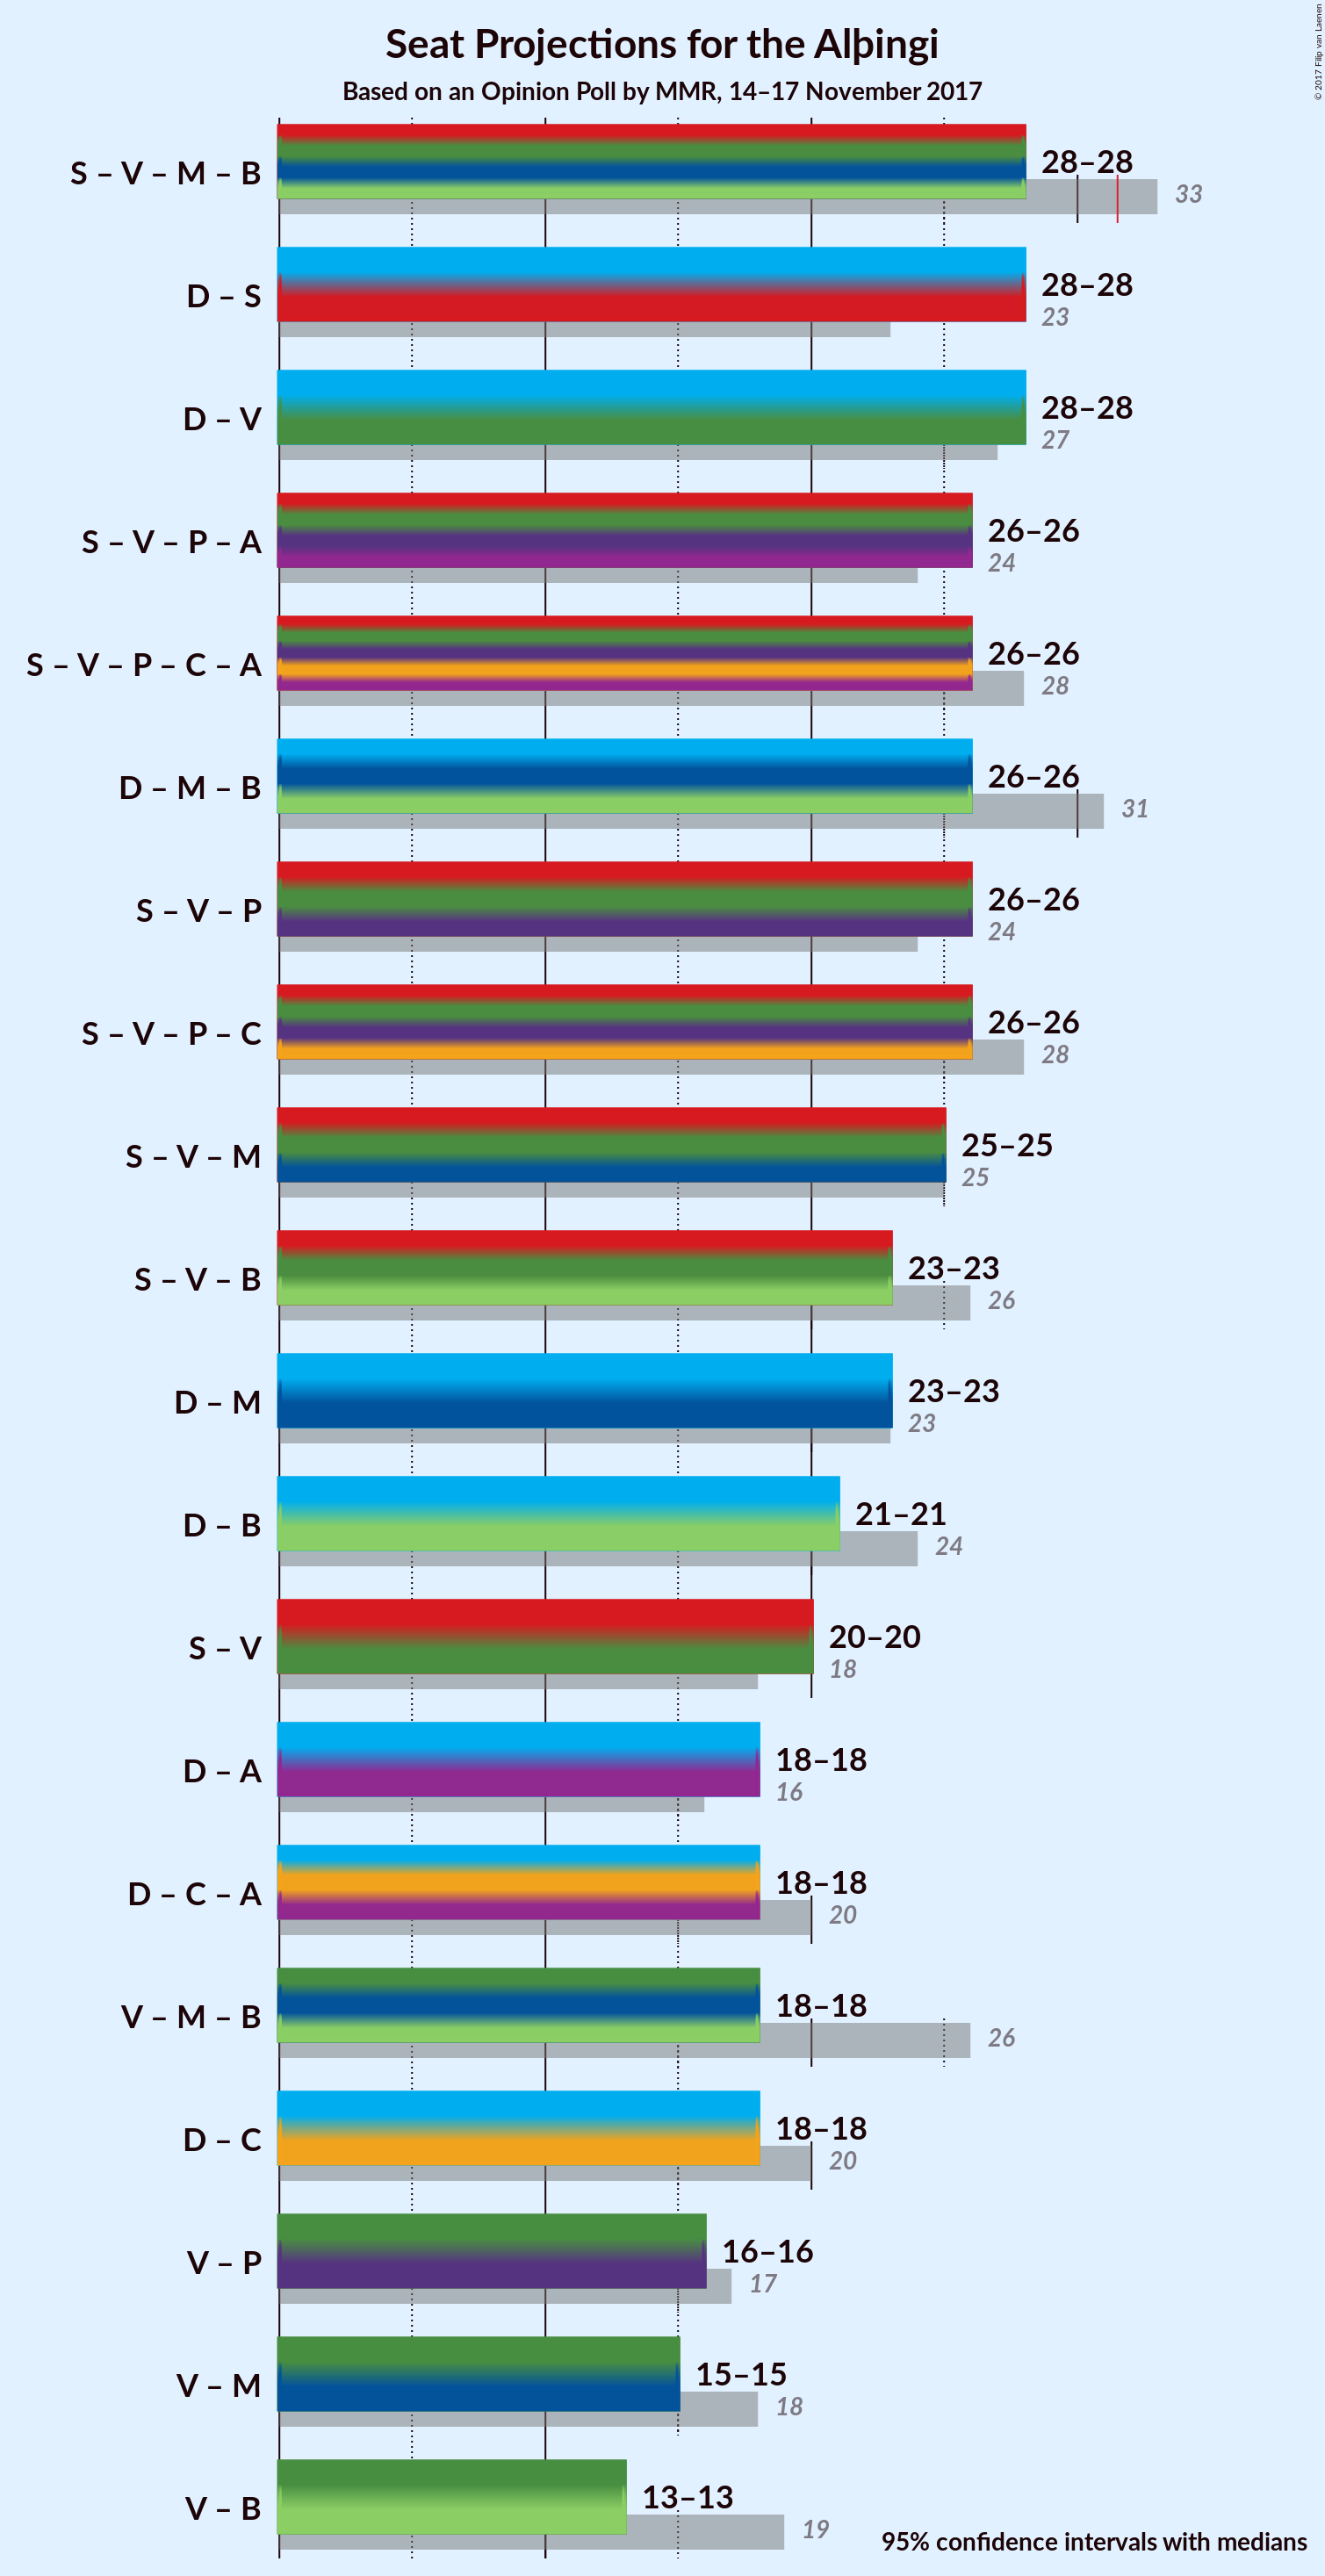 Seat Projections for the Alþingi
Based on an Opinion Poll by MMR, 14–17 November 2017
© 2017 Filip van Laenen
S – V – M – B
28–28
33
D – S
28–28
23
D – V
28–28
27
S – V – P – A
26–26
24
S – V – P – C – A
26–26
28
D – M – B
26–26
31
S – V – P
26–26
24
S – V – P – C
26–26
28
S – V – M
25–25
25
S – V – B
23–23
26
D – M
23–23
23
D – B
21–21
24
S – V
20–20
18
D – A
18–18
16
D – C – A
18–18
20
V – M – B
18–18
26
D – C
18–18
20
V – P
16–16
17
V – M
15–15
18
V – B
13–13
19
95% confidence intervals with medians